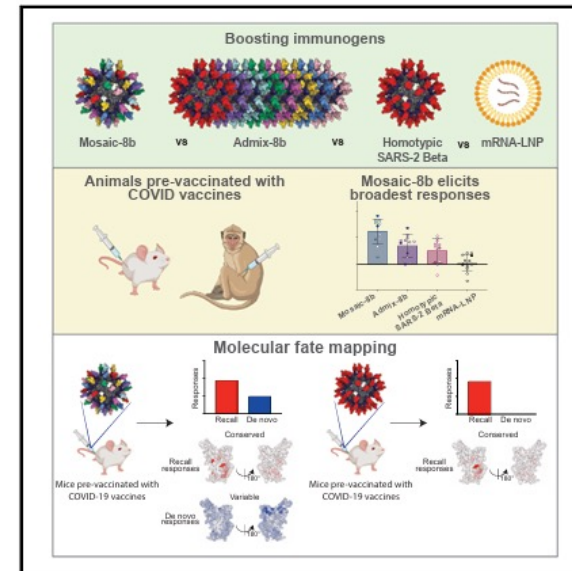 Boosting immunogens
Mosaic-8b vs Admix-8b vs Homotypic SARS-2 Beta vs mRNA-LNP
Animals pre-vaccinated with
COVID vaccines
Mosaic-8b elicits
broadest responses
Mosaic-8b
Admix-8b
Homotypic
SARS-2 Beta
mRNA-LNP
Molecular fate mapping
Responses
Recall
De novo
Conserved
Recall
responses
180°
Mice pre-vaccinated with
COVID-19 vaccines
Variable
De novo
responses
180°
Responses
Recall
De novo
Conserved
Recall
responses
180°
Mice pre-vaccinated with
COVID-19 vaccines